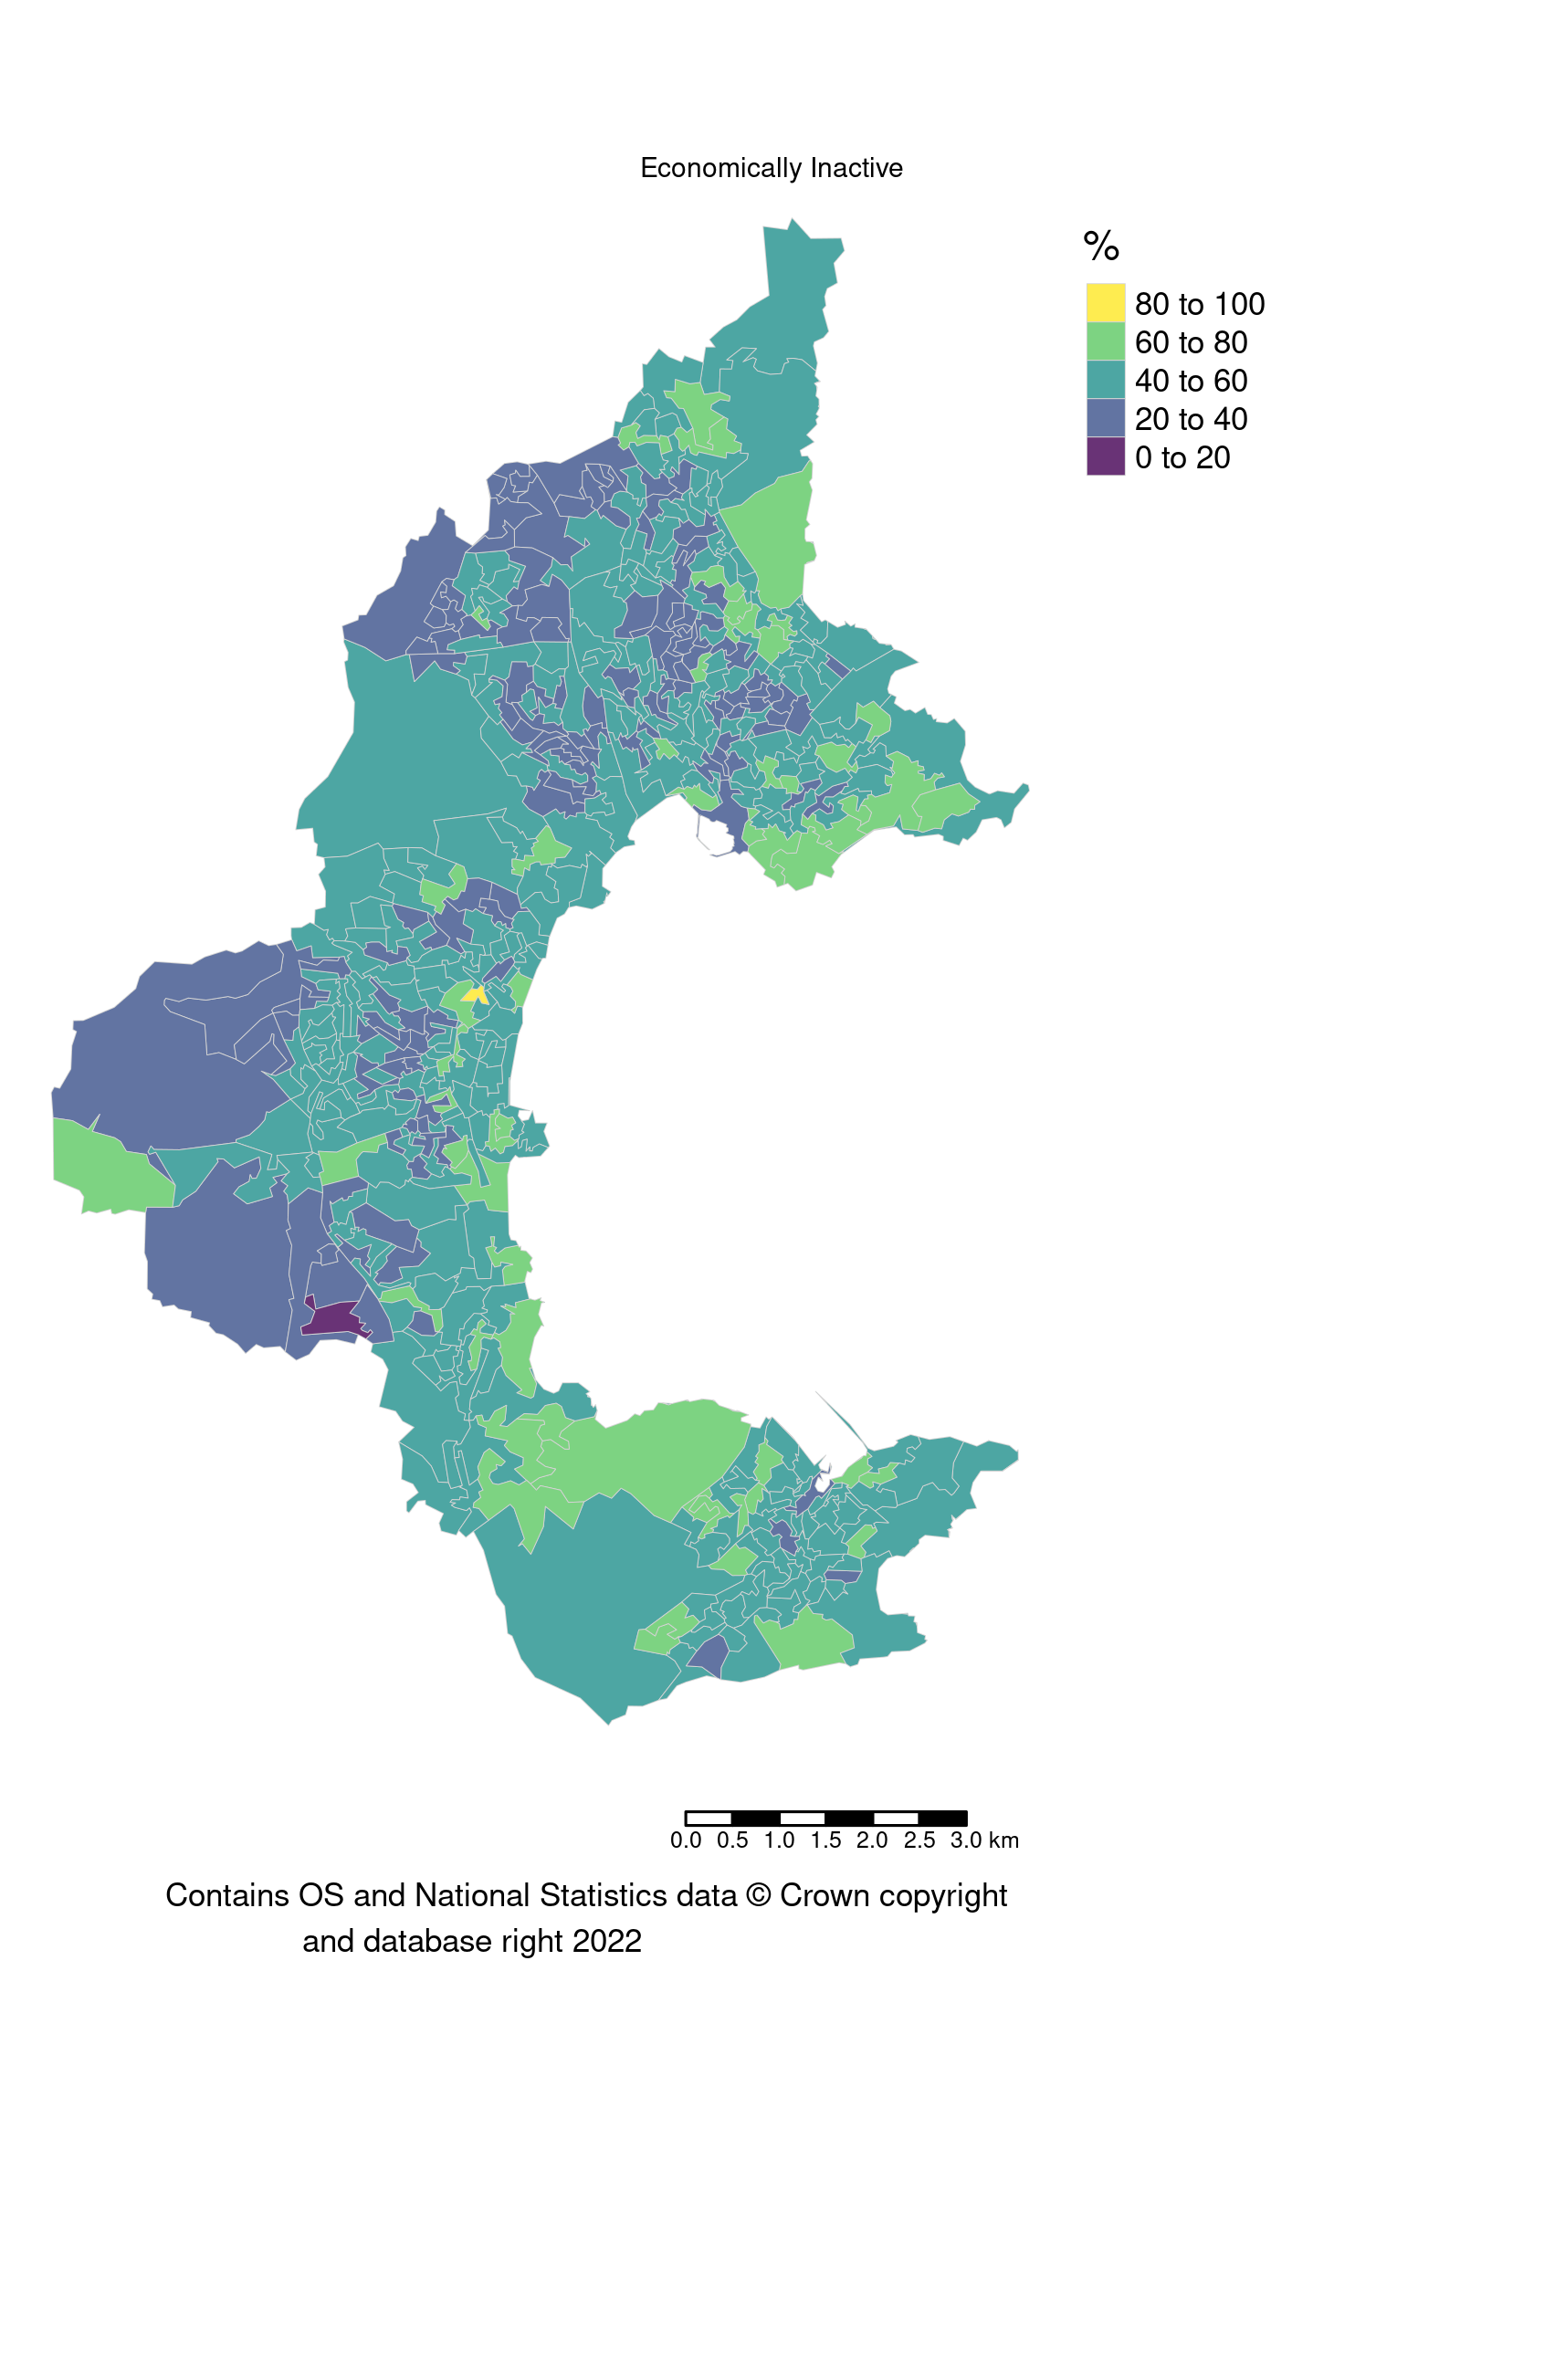 Economically Inactive
%
80 to 100
60 to 80
40 to 60
20 to 40
0 to 20
0.0 0.5 1.0 1.5 2.0 2.5 3.0 km
Contains OS and National Statistics data © Crown copyright
and database right 2022